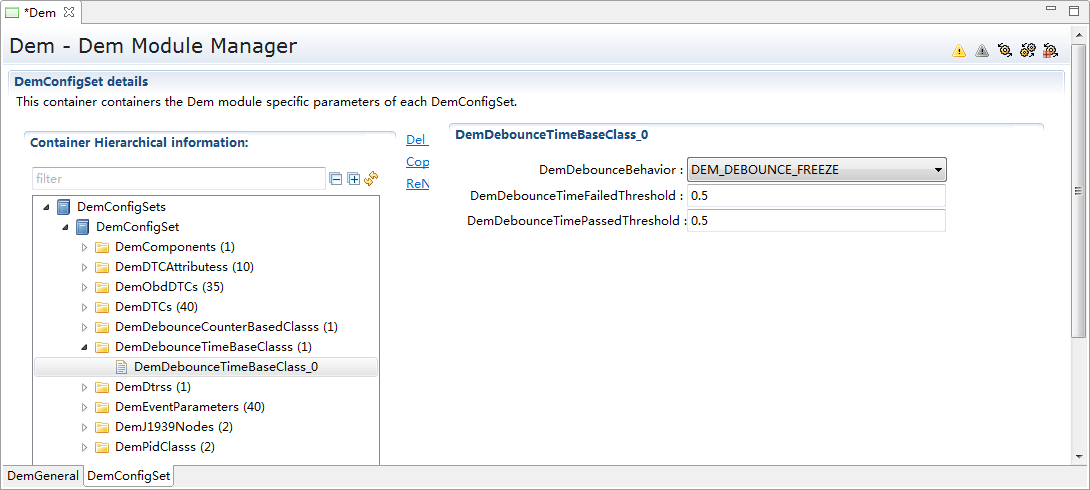 *Dem
Dem - Dem Module Manager
DemConfigSet details
This container containers the Dem module specific parameters of each DemConfigSet.
Container Hierarchical information:
filter
DemConfigSets
DemConfigSet
DemComponents (1)
DemDTCAttributess (10)
DemObdDTCs (35)
DemDTCs (40)
DemDebounceCounterBasedClasss (1)
DemDebounceTimeBaseClasss (1)
DemDebounceTimeBaseClass_0
DemDtrss (1)
DemEventParameters (40)
DemJ1939Nodes (2)
DemPidClasss (2)
Del
Cop
ReN
DemDebounceTimeBaseClass_0
DemDebounceBehavior : DEM_DEBOUNCE_FREEZE
DemDebounceTimeFailedThreshold : 0.5
DemDebounceTimePassedThreshold : 0.5
DemGeneral DemConfigSet